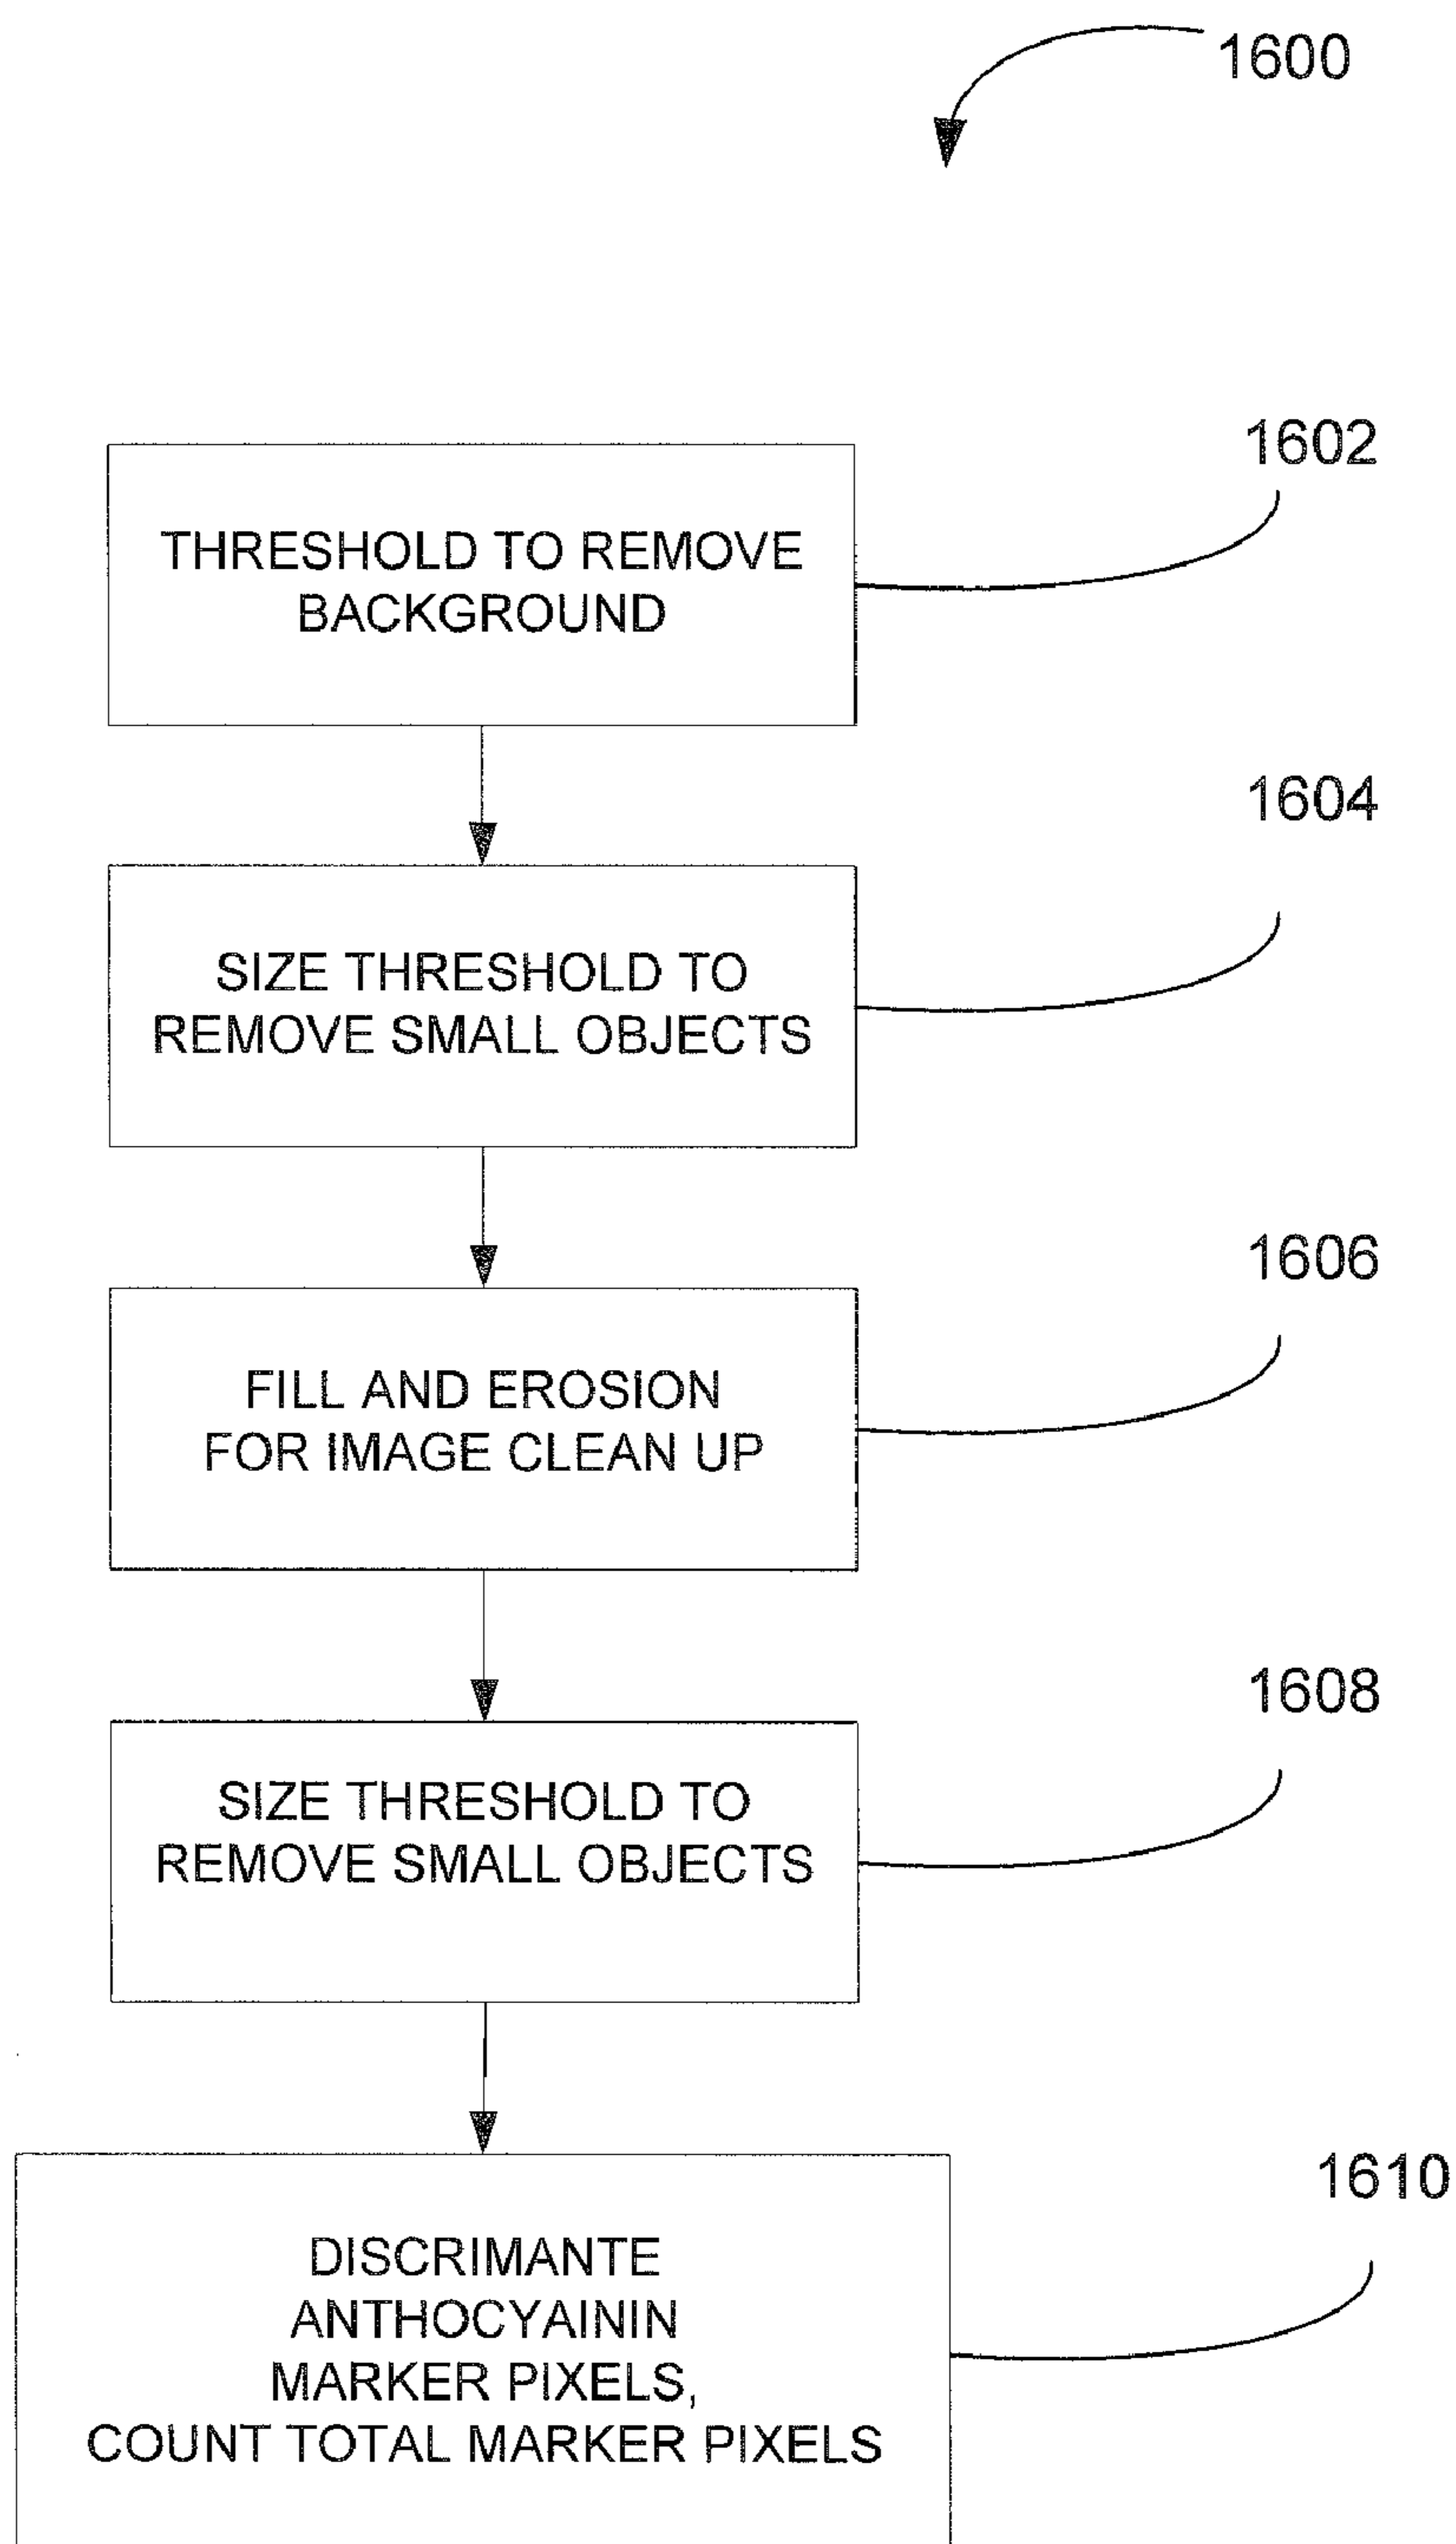 1600
1602
THRESHOLD TO REMOVE
BACKGROUND
1604
SIZE THRESHOLD TO
REMOVE SMALL OBJECTS
1606
FILL AND EROSION
FOR IMAGE CLEAN UP
1608
SIZE THRESHOLD TO
REMOVE SMALL OBJECTS
1610
DISCRIMANTE
ANTHOCYAININ
MARKER PIXELS,
COUNT TOTAL MARKER PIXELS